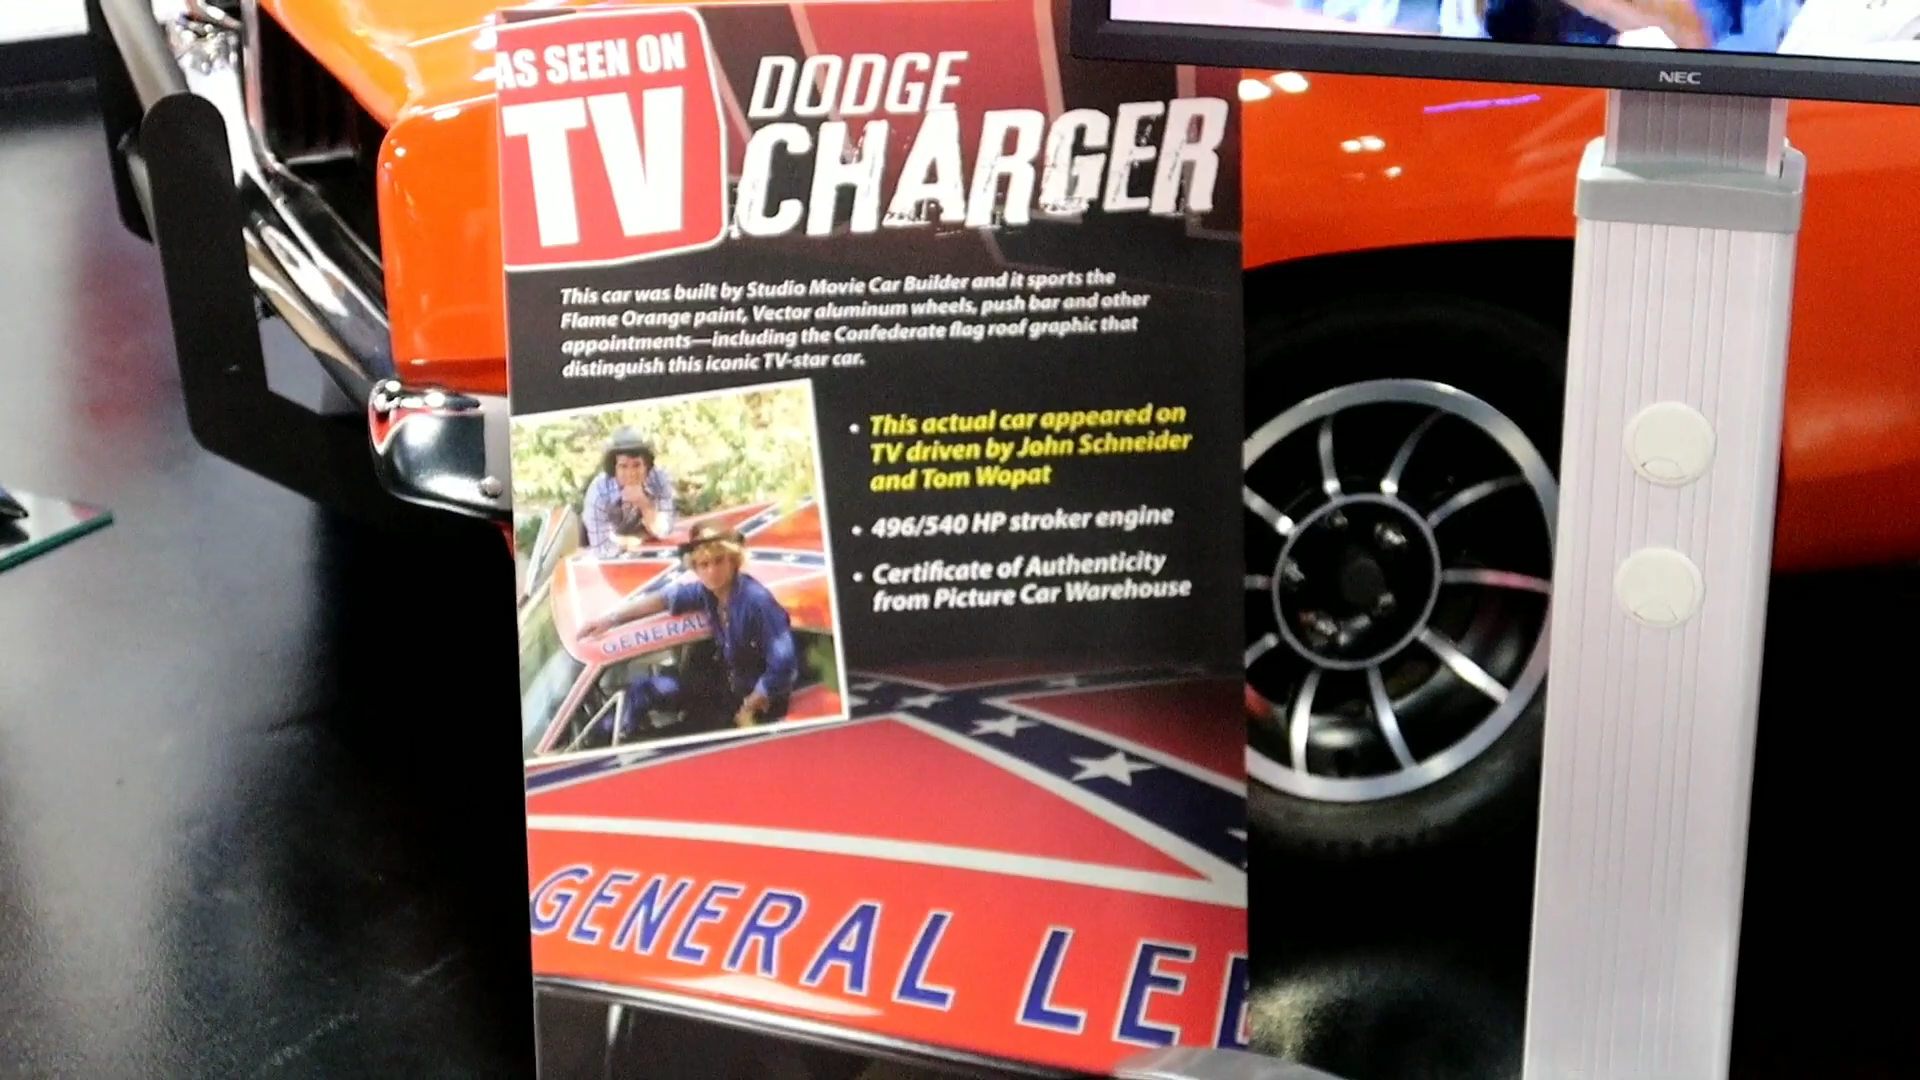 AS SEEN ON
TV
DODGE
CHARGER
NEC
This car was built by Studio Movie Car Builder and it sports the
Flame Orange paint, Vector aluminum wheels, push bar and other
appointments—including the Confederate flag roof graphic that
distinguish this iconic TV-star car.
• This actual car appeared on
TV driven by John Schneider
and Tom Wopat
• 496/540 HP stroker engine
• Certificate of Authenticity
from Picture Car Warehouse
GENERAL
GENERAL LEE